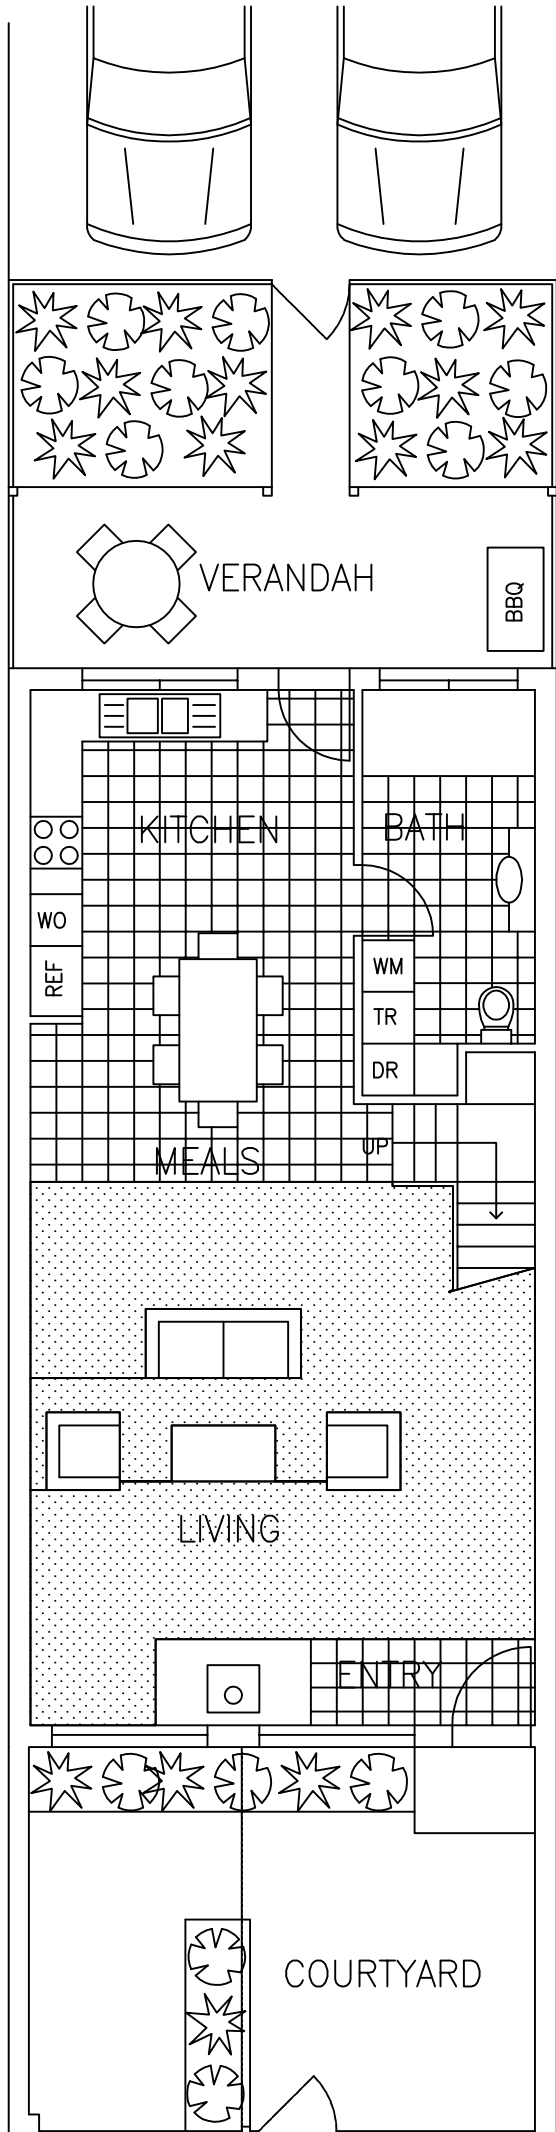 VERANDAH
BBQ
KITCHEN
BATH
WO
WM
REF
TR
DR
UP
MEALS
LIVING
ENTRY
COURTYARD